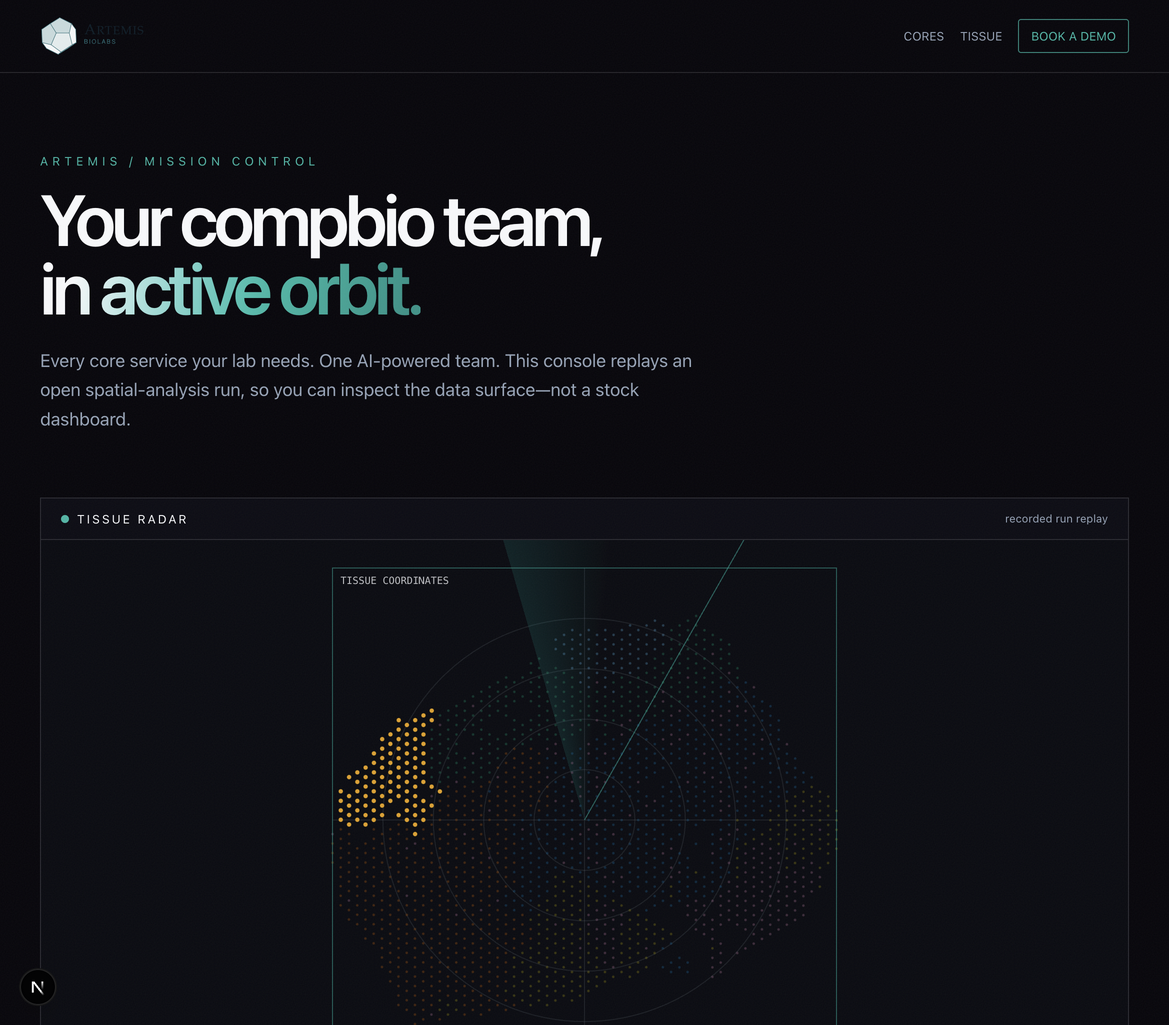 ARTEMIS
BIOLABS
CORES
TISSUE
BOOK A DEMO
ARTEMIS / MISSION CONTROL
Your compbio team,
in active orbit.
Every core service your lab needs. One AI-powered team. This console replays an
open spatial-analysis run, so you can inspect the data surface—not a stock
dashboard.
TISSUE RADAR
recorded run replay
TISSUE COORDINATES
N